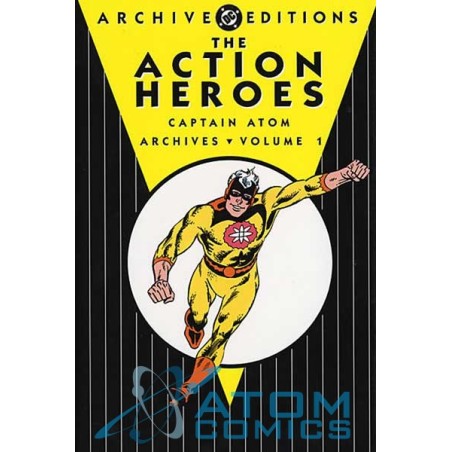 ARCHIVE DC EDITIONS
THE
ACTION
HEROES
CAPTAIN ATOM
ARCHIVES ▾ VOLUME 1
ATOM
COMICS